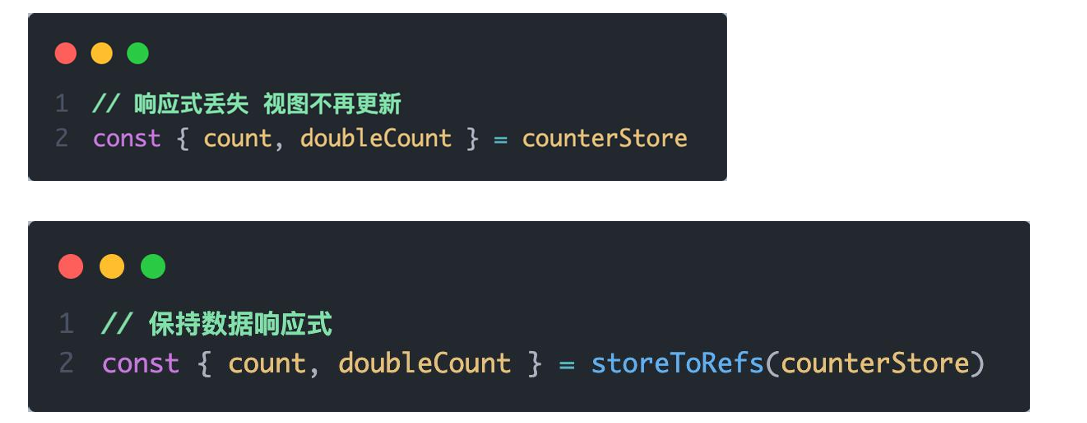 1 // 响应式丢失 视图不再更新
2 const { count, doubleCount } = counterStore
1 // 保持数据响应式
2 const { count, doubleCount } = storeToRefs(counterStore)